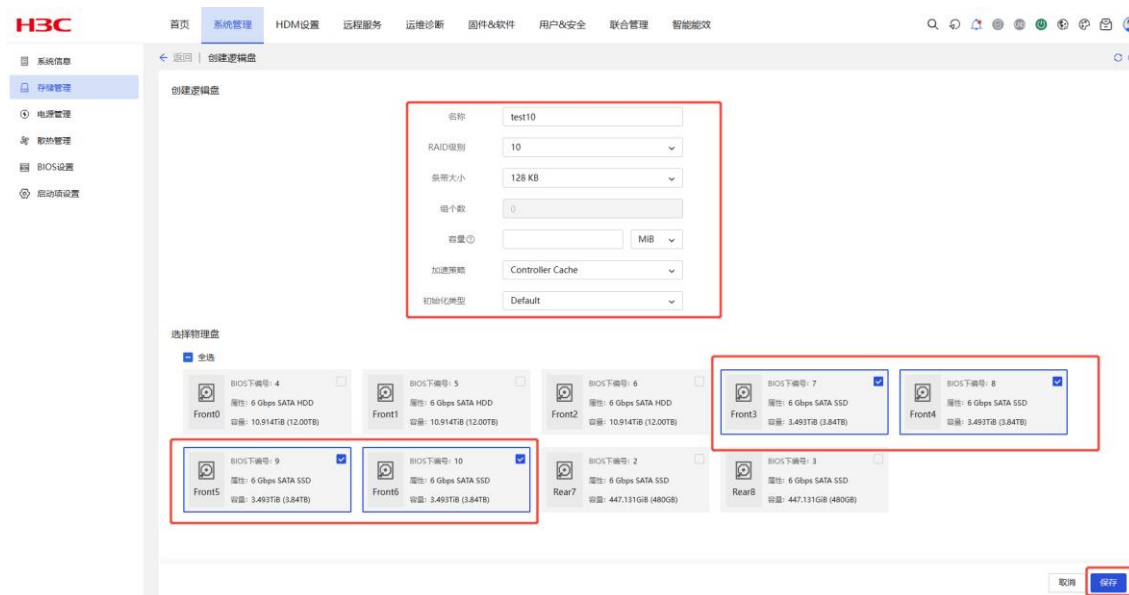 H3C
首页 系统管理 HDM设置 远程服务 运维诊断 固件&软件 用户&安全 联合管理 智能能效
系统信息
存储管理
电源管理
散热管理
BIOS设置
启动项设置
返回 | 创建逻辑盘
创建逻辑盘
名称 test10
RAID级别 10
条带大小 128 KB
组个数 0
容量 MiB
加速策略 Controller Cache
初始化类型 Default
选择物理盘
全选
Front0
BIOS下编号: 4
属性: 6 Gbps SATA HDD
容量: 10.914TiB (12.00TB)
Front1
BIOS下编号: 5
属性: 6 Gbps SATA HDD
容量: 10.914TiB (12.00TB)
Front2
BIOS下编号: 6
属性: 6 Gbps SATA HDD
容量: 10.914TiB (12.00TB)
Front3
BIOS下编号: 7
属性: 6 Gbps SATA SSD
容量: 3.493TiB (3.84TB)
Front4
BIOS下编号: 8
属性: 6 Gbps SATA SSD
容量: 3.493TiB (3.84TB)
Front5
BIOS下编号: 9
属性: 6 Gbps SATA SSD
容量: 3.493TiB (3.84TB)
Front6
BIOS下编号: 10
属性: 6 Gbps SATA SSD
容量: 3.493TiB (3.84TB)
Rear7
BIOS下编号: 2
属性: 6 Gbps SATA SSD
容量: 447.131GiB (480GB)
Rear8
BIOS下编号: 3
属性: 6 Gbps SATA SSD
容量: 447.131GiB (480GB)
取消 保存